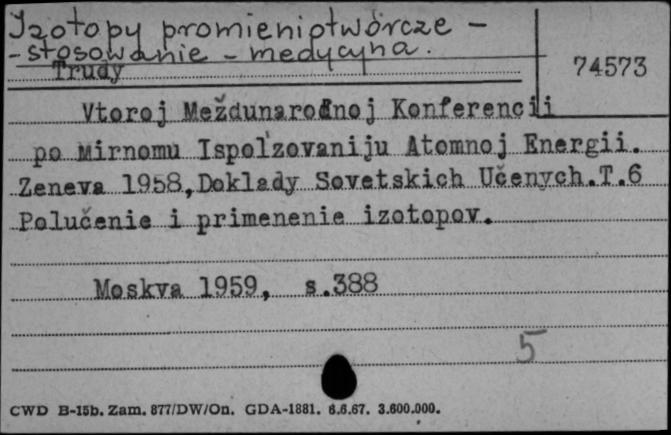 Izotopy promieniotwórcze -
- stosowanie - medycyna.
Trudy
74573
Vtoroj Meždunarodnoj Konferencii
po Mirnomu Ispol'zovaniju Atomnoj Energii.
Zeneva 1958, Doklady Sovetskich Učenych.T.6
Polučenie i primenenie izotopov.
Moskva 1959, s.388
5
CWD B-15b. Zam. 877/DW/On. GDA-1881. 6.6.67. 3.600.000.